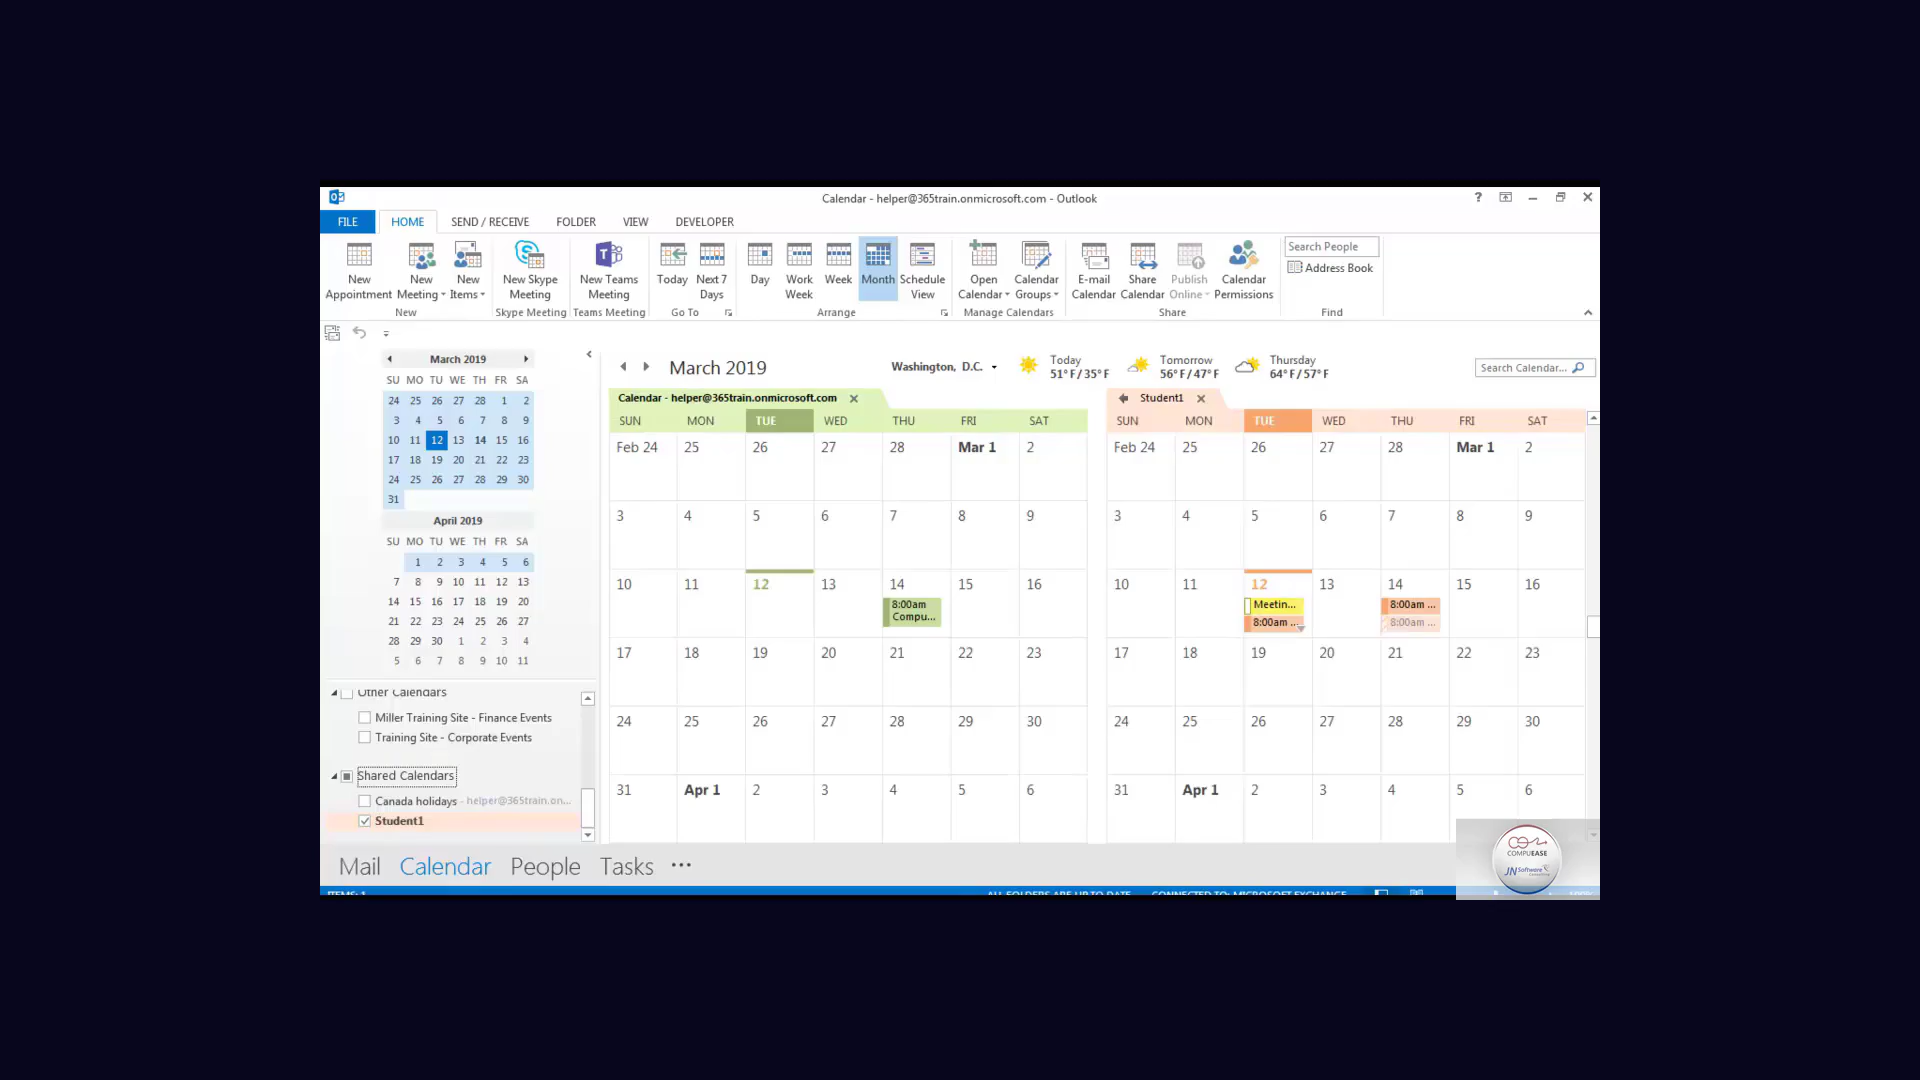 Calendar - helper@365train.onmicrosoft.com - Outlook
?
FILE HOME SEND / RECEIVE FOLDER VIEW DEVELOPER
New Appointment
New Meeting
New Items
New
New Skype Meeting
Skype Meeting
New Teams Meeting
Teams Meeting
Today
Next 7 Days
Go To
Day
Work Week
Week
Month
Schedule View
Arrange
Open Calendar
Calendar Groups
Manage Calendars
E-mail Calendar
Share Calendar
Publish Online
Calendar Permissions
Share
Search People
Address Book
Find
March 2019
SU MO TU WE TH FR SA
24 25 26 27 28 1 2
3 4 5 6 7 8 9
10 11 12 13 14 15 16
17 18 19 20 21 22 23
24 25 26 27 28 29 30
31
April 2019
SU MO TU WE TH FR SA
1 2 3 4 5 6
7 8 9 10 11 12 13
14 15 16 17 18 19 20
21 22 23 24 25 26 27
28 29 30 1 2 3 4
5 6 7 8 9 10 11
Other Calendars
Miller Training Site - Finance Events
Training Site - Corporate Events
Shared Calendars
Canada holidays - helper@365train.on...
Student1
March 2019
Washington, D.C.
Today
51°F/35°F
Tomorrow
56°F/47°F
Thursday
64°F/57°F
Search Calendar...
Calendar - helper@365train.onmicrosoft.com
SUN MON TUE WED THU FRI SAT
Feb 24 25 26 27 28 Mar 1 2
3 4 5 6 7 8 9
10 11 12 13 14 15 16
8:00am
Compu...
17 18 19 20 21 22 23
24 25 26 27 28 29 30
31 Apr 1 2 3 4 5 6
Student1
SUN MON TUE WED THU FRI SAT
Feb 24 25 26 27 28 Mar 1 2
3 4 5 6 7 8 9
10 11 12 13 14 15 16
Meetin... 8:00am ...
8:00am ... 8:00am ...
17 18 19 20 21 22 23
24 25 26 27 28 29 30
31 Apr 1 2 3 4 5 6
Mail Calendar People Tasks •••
ITEMS: 1 ALL FOLDERS ARE UP TO DATE. CONNECTED TO: MICROSOFT EXCHANGE
COMPUEASE
JN Software